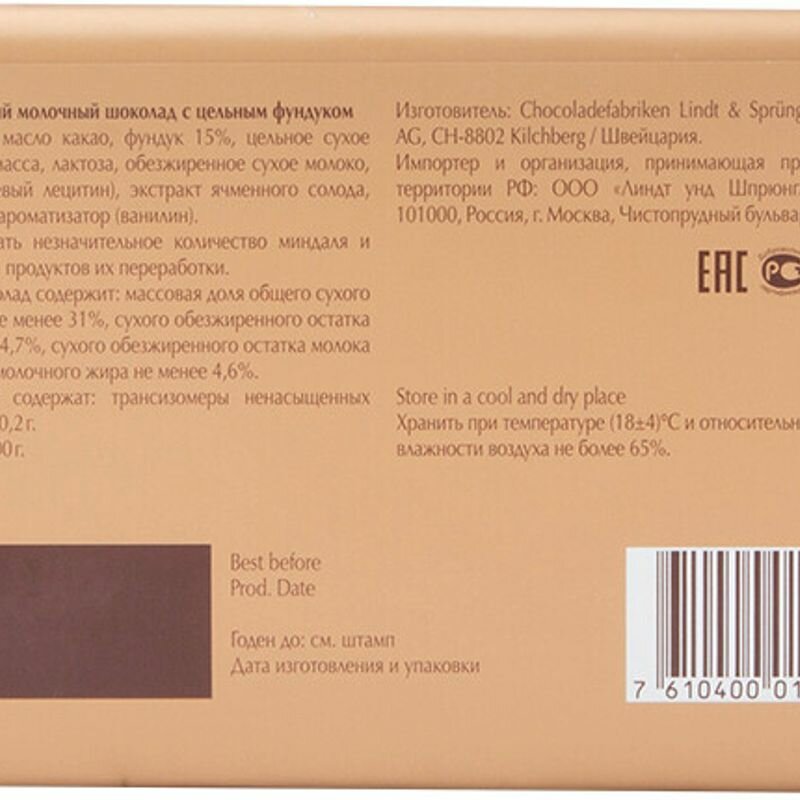 ий молочный шоколад с цельным фундуком
масло какао, фундук 15%, цельное сухое
масса, лактоза, обезжиренное сухое молоко,
евый лецитин), экстракт ячменного солода,
ароматизатор (ванилин).
ать незначительное количество миндаля и
продуктов их переработки.
лад содержит: массовая доля общего сухого
е менее 31%, сухого обезжиренного остатка
4,7%, сухого обезжиренного остатка молока
молочного жира не менее 4,6%.
содержат: трансизомеры ненасыщенных
0,2 г.
00 г.
Изготовитель: Chocoladefabriken Lindt & Sprüng
AG, CH-8802 Kilchberg / Швейцария.
Импортер и организация, принимающая пр
территории РФ: ООО «Линдт унд Шпрюнг
101000, Россия, г. Москва, Чистопрудный бульва
EAC PC
Store in a cool and dry place
Хранить при температуре (18±4)°С и относительн
влажности воздуха не более 65%.
Best before
Prod. Date
Годен до: см. штамп
Дата изготовления и упаковки
7 610400 01